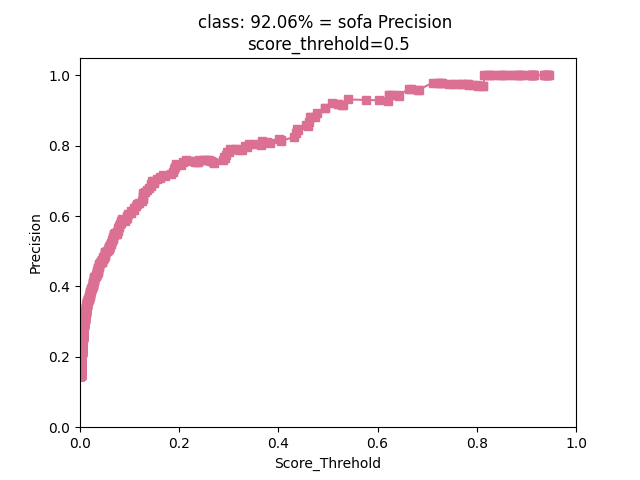 class: 92.06% = sofa Precision
score_threhold=0.5
Precision
1.0
0.8
0.6
0.4
0.2
0.0
0.0 0.2 0.4 0.6 0.8 1.0
Score_Threhold